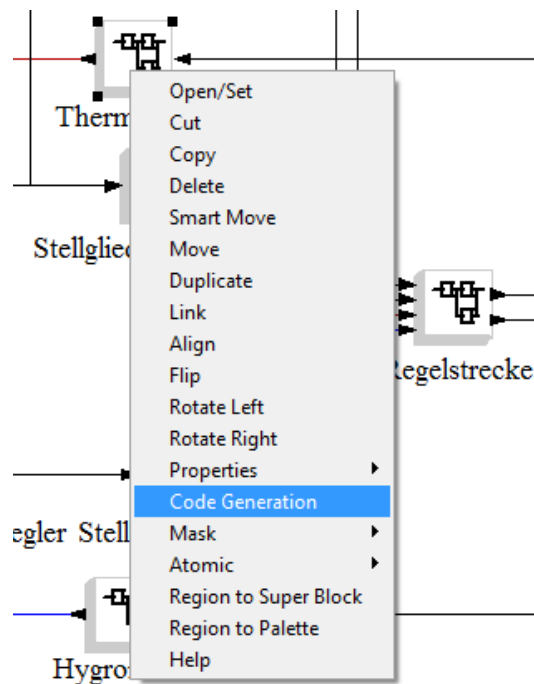 Therm
Stellglied
Regelstrecke
egler Stell
Hygro
Open/Set
Cut
Copy
Delete
Smart Move
Move
Duplicate
Link
Align
Flip
Rotate Left
Rotate Right
Properties
Code Generation
Mask
Atomic
Region to Super Block
Region to Palette
Help